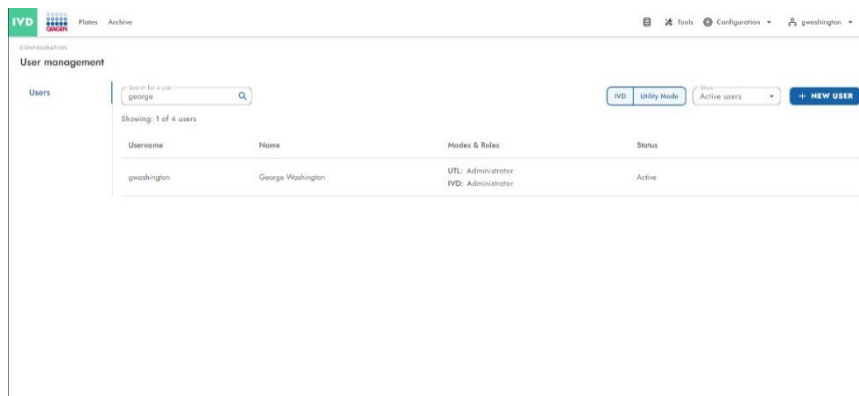 IVD QIAGEN Plates Archive Tools Configuration gwashington
CONFIGURATION
User management
Users
Search for a user
george
IVD Utility Mode
Show
Active users
+ NEW USER
Showing: 1 of 4 users
Username Name Modes & Roles Status
gwashington George Washington UTL: Administrator Active
IVD: Administrator